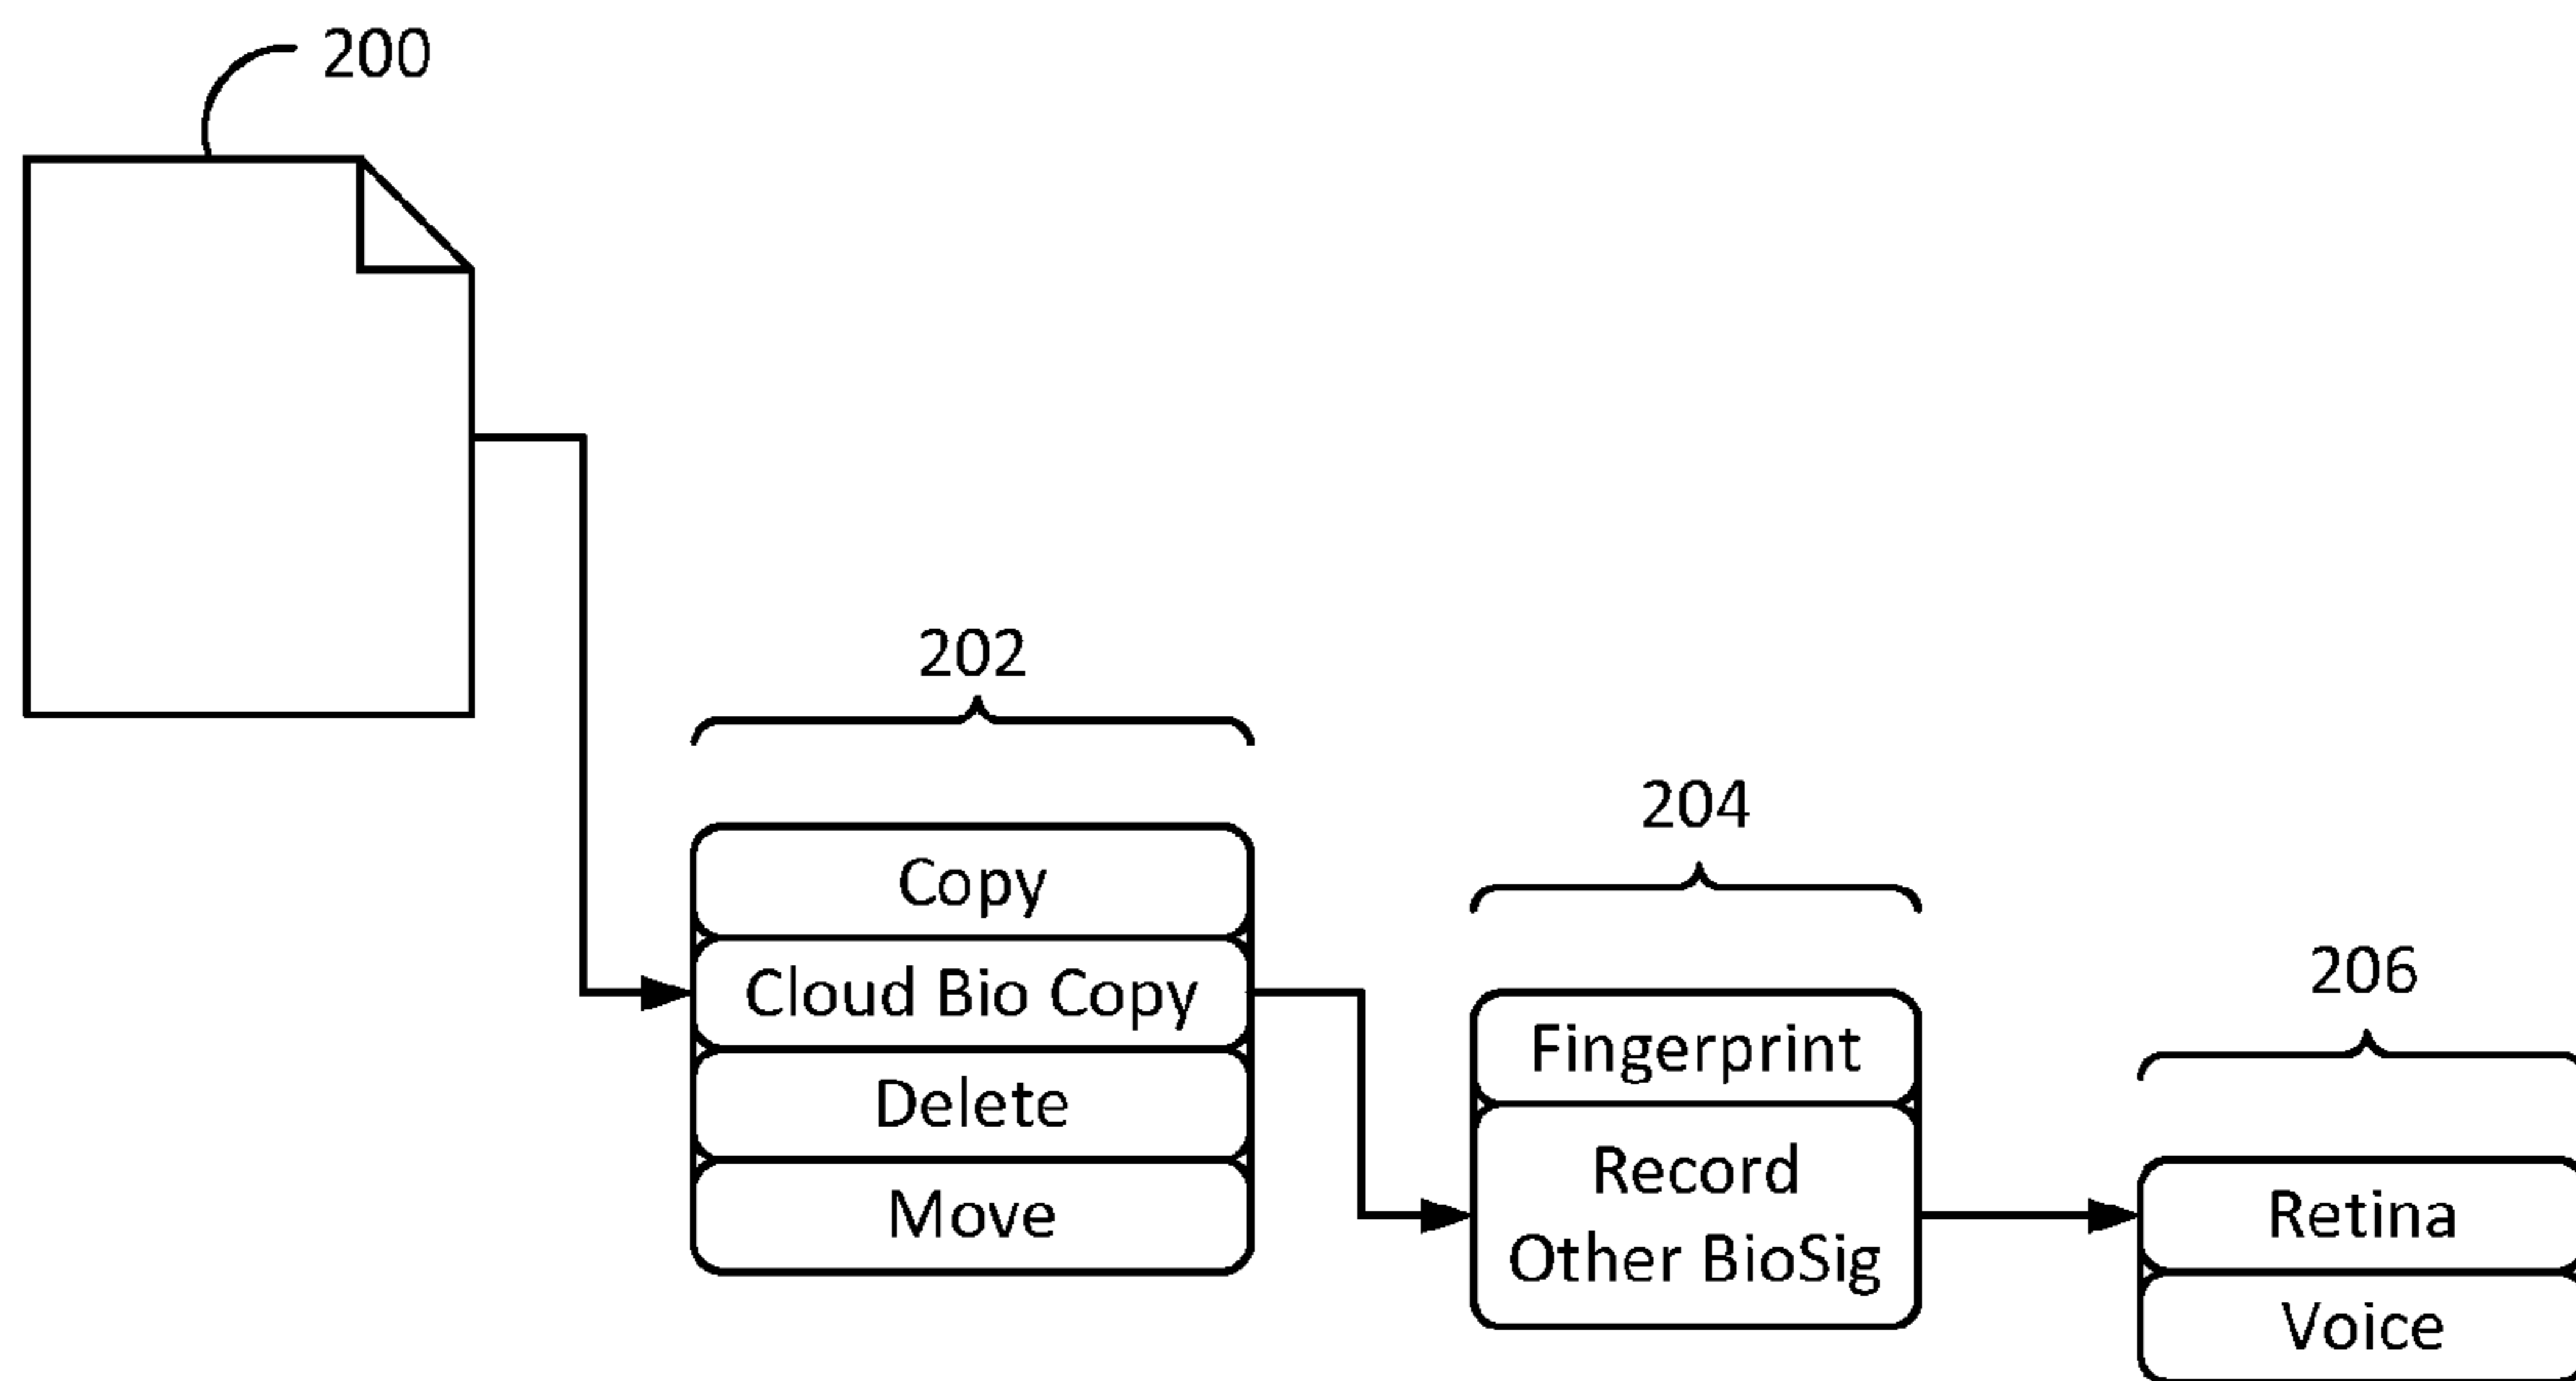 200
202
Copy
Cloud Bio Copy
Delete
Move
204
Fingerprint
Record
Other BioSig
206
Retina
Voice